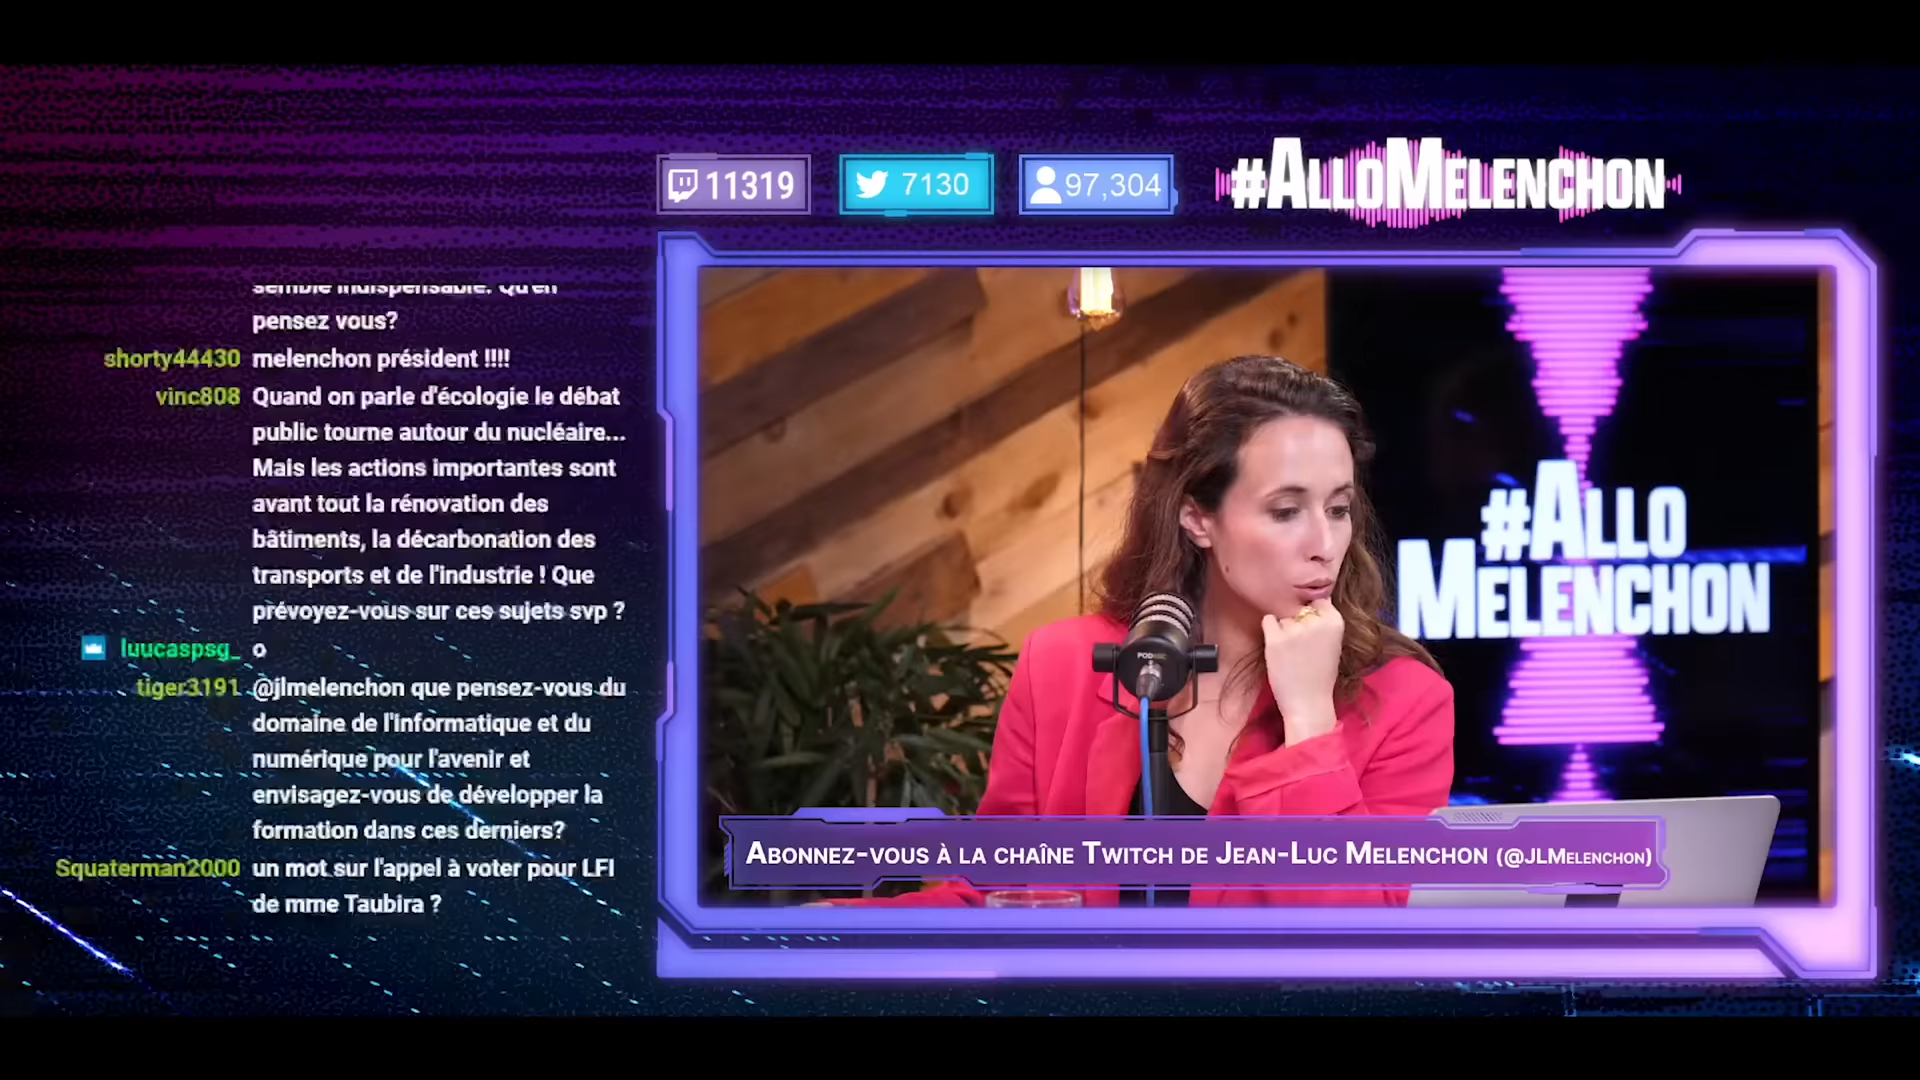 11319
7130
97,304
#ALLOMELENCHON
semble indispensable. Qu'en
pensez vous?
shorty44430 melenchon président !!!!
vinc808 Quand on parle d'écologie le débat
public tourne autour du nucléaire...
Mais les actions importantes sont
avant tout la rénovation des
bâtiments, la décarbonation des
transports et de l'industrie ! Que
prévoyez-vous sur ces sujets svp ?
luucaspsg_ o
tiger3191 @jlmelenchon que pensez-vous du
domaine de l'informatique et du
numérique pour l'avenir et
envisagez-vous de développer la
formation dans ces derniers?
Squaterman2000 un mot sur l'appel à voter pour LFI
de mme Taubira ?
#ALLO
MELENCHON
ABONNEZ-VOUS À LA CHAÎNE TWITCH DE JEAN-LUC MELENCHON (@JLMELENCHON)